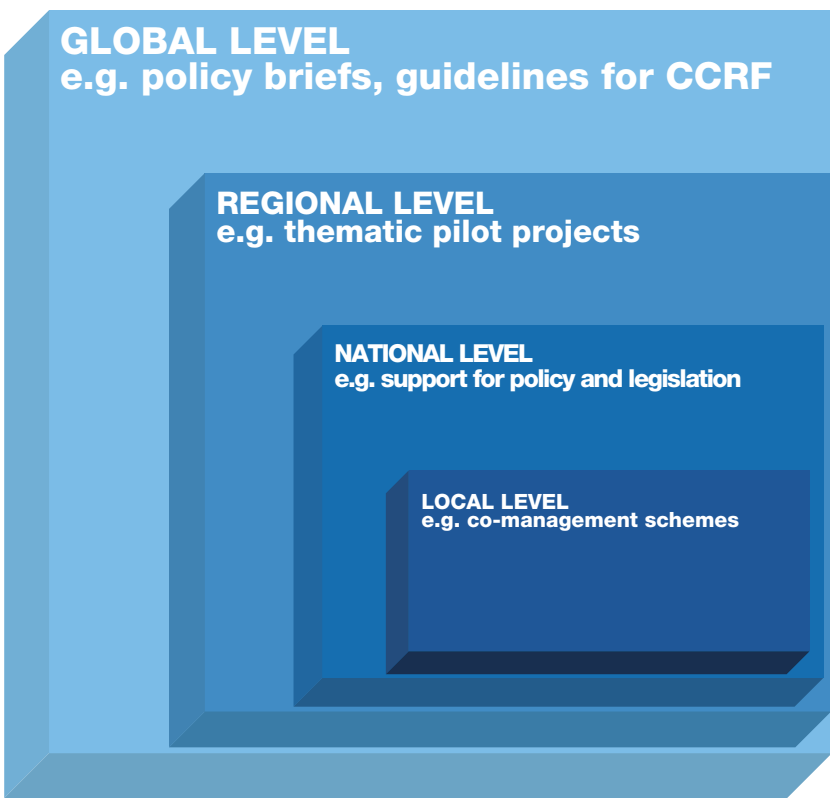 GLOBAL LEVEL
e.g. policy briefs, guidelines for CCRF
REGIONAL LEVEL
e.g. thematic pilot projects
NATIONAL LEVEL
e.g. support for policy and legislation
LOCAL LEVEL
e.g. co-management schemes